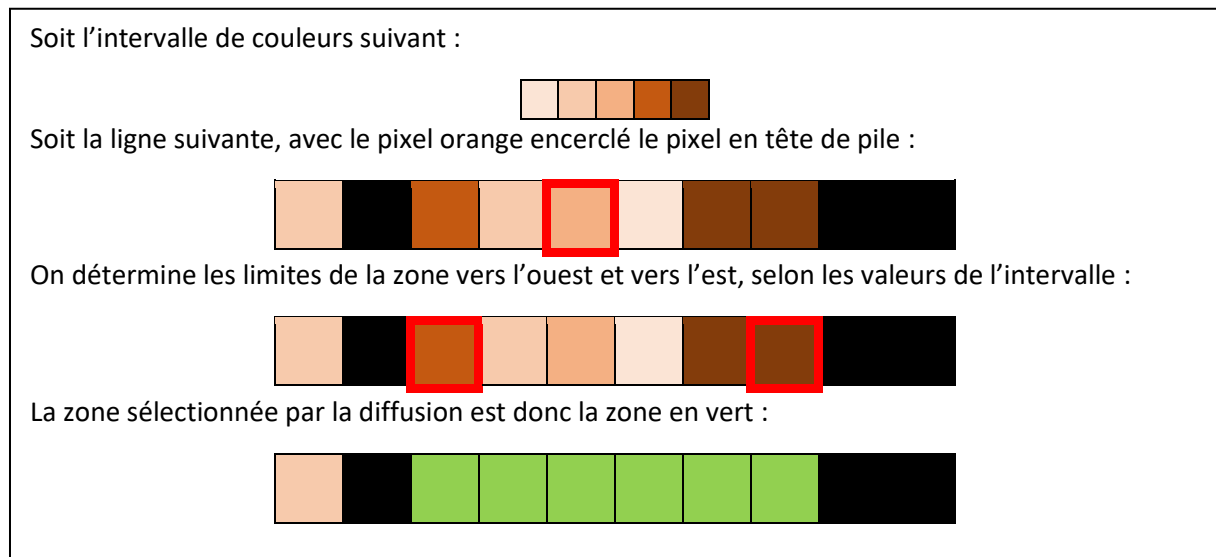 Soit l’intervalle de couleurs suivant :
Soit la ligne suivante, avec le pixel orange encerclé le pixel en tête de pile :
On détermine les limites de la zone vers l’ouest et vers l’est, selon les valeurs de l’intervalle :
La zone sélectionnée par la diffusion est donc la zone en vert :